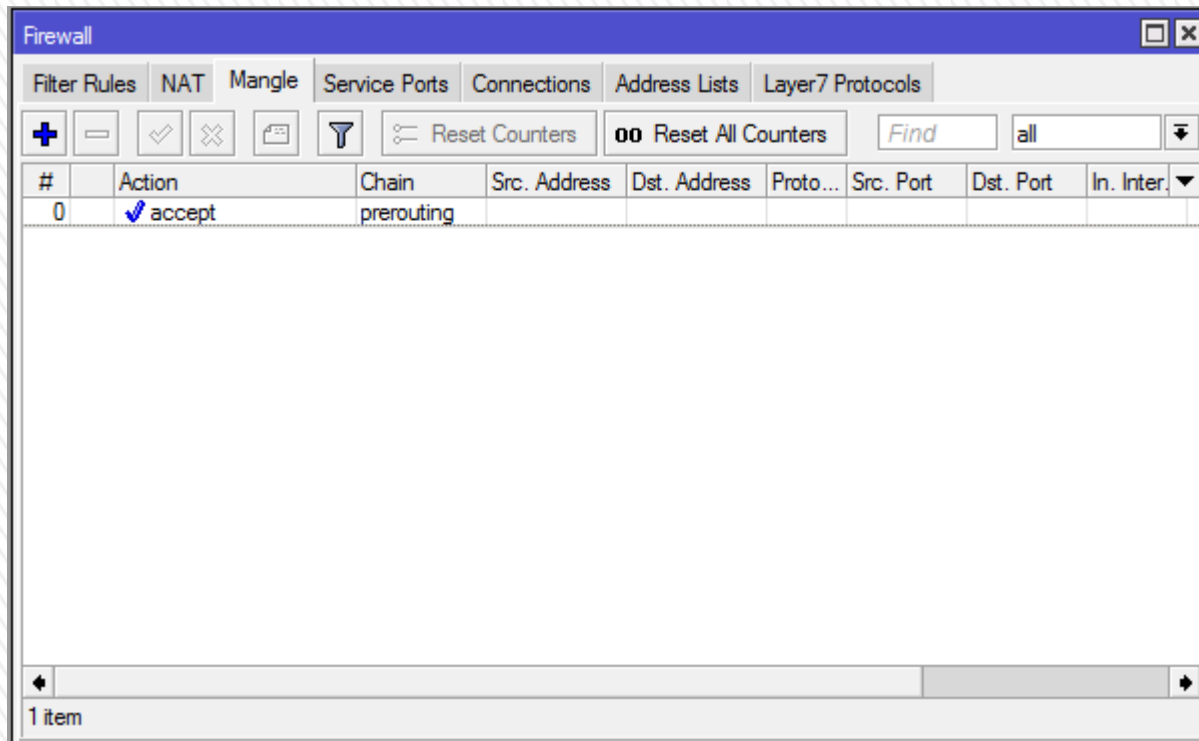 Firewall
Filter Rules NAT Mangle Service Ports Connections Address Lists Layer7 Protocols
Reset Counters 00 Reset All Counters Find all
# Action Chain Src. Address Dst. Address Proto... Src. Port Dst. Port In. Inter.
0 accept prerouting
1 item